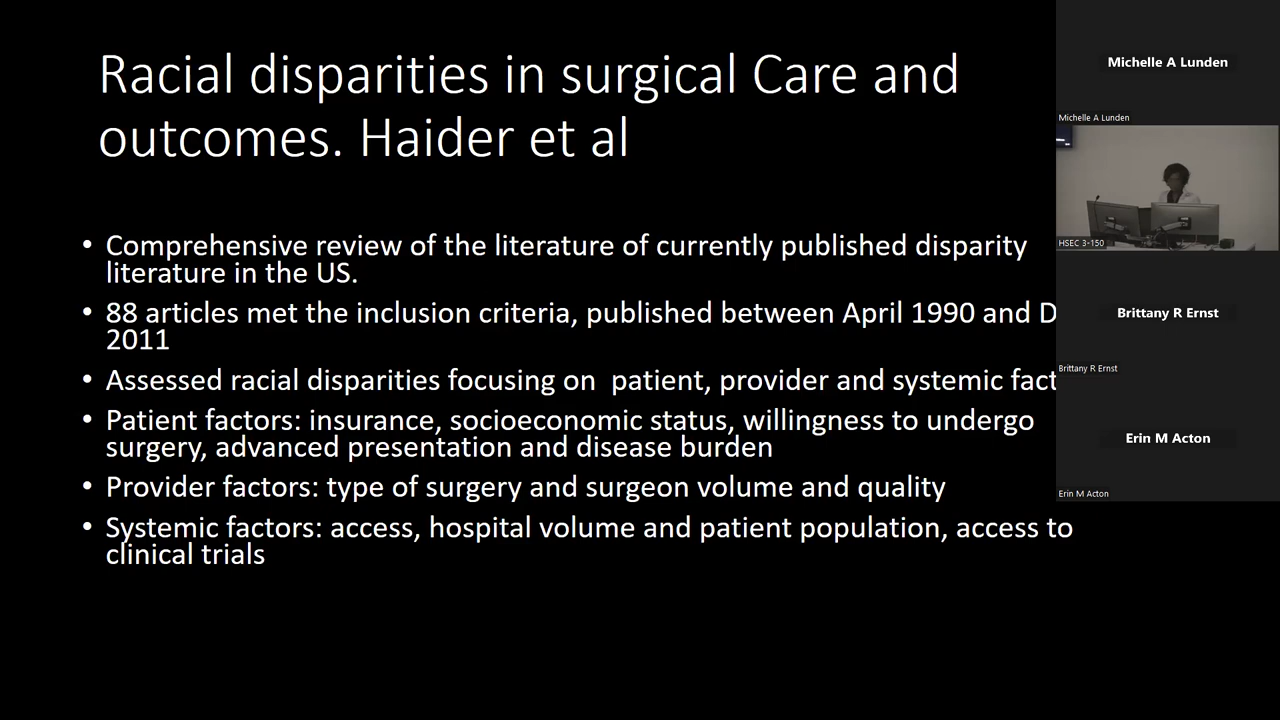 Racial disparities in surgical Care and
outcomes. Haider et al
• Comprehensive review of the literature of currently published disparity
literature in the US.
• 88 articles met the inclusion criteria, published between April 1990 and D
2011
• Assessed racial disparities focusing on  patient, provider and systemic fact
• Patient factors: insurance, socioeconomic status, willingness to undergo
surgery, advanced presentation and disease burden
• Provider factors: type of surgery and surgeon volume and quality
• Systemic factors: access, hospital volume and patient population, access to
clinical trials
Michelle A Lunden
Michelle A Lunden
HSEC 3-150
Brittany R Ernst
Brittany R Ernst
Erin M Acton
Erin M Acton